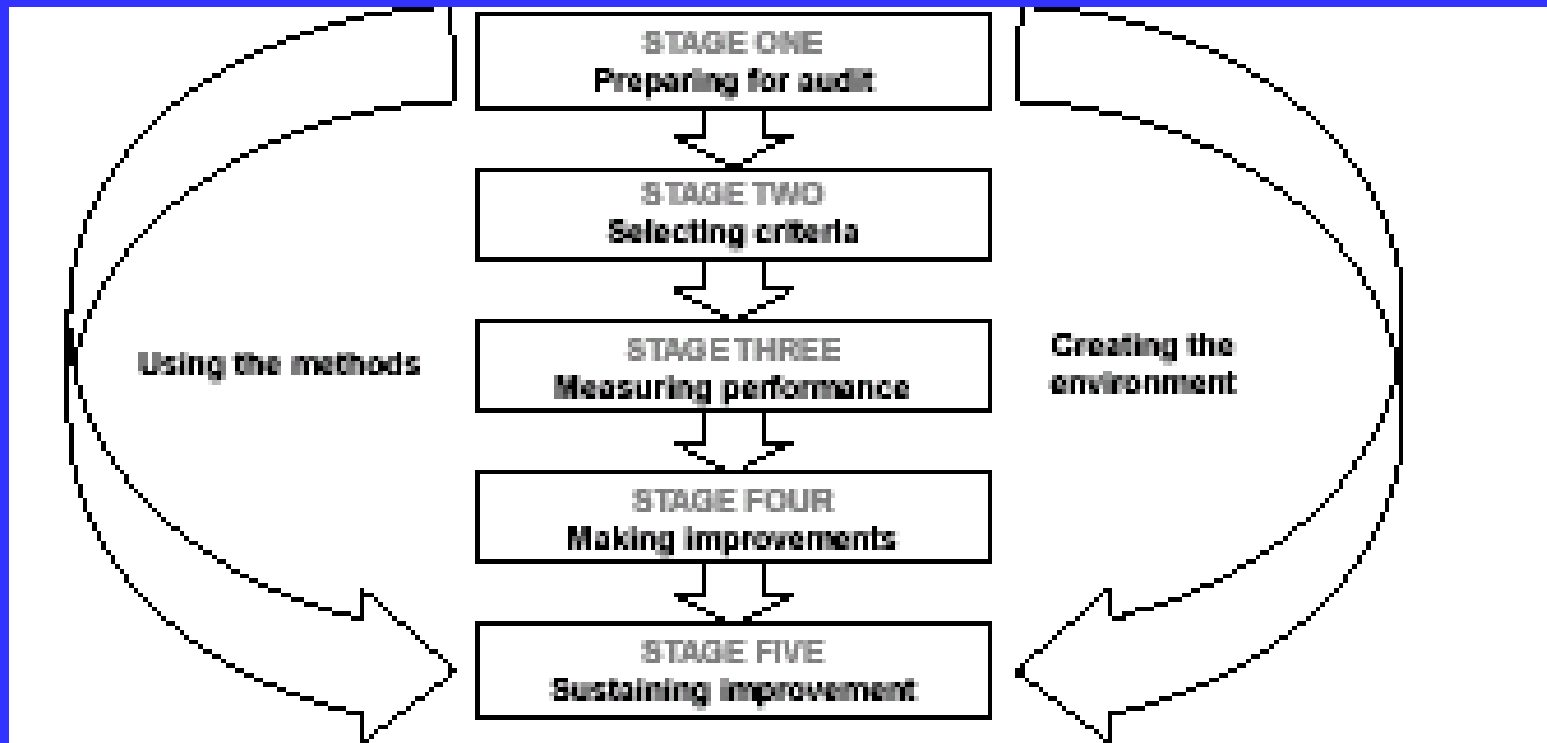 STAGE ONE
Preparing for audit
STAGE TWO
Selecting criteria
STAGE THREE
Measuring performance
Using the methods
Creating the
environment
STAGE FOUR
Making improvements
STAGE FIVE
Sustaining improvement